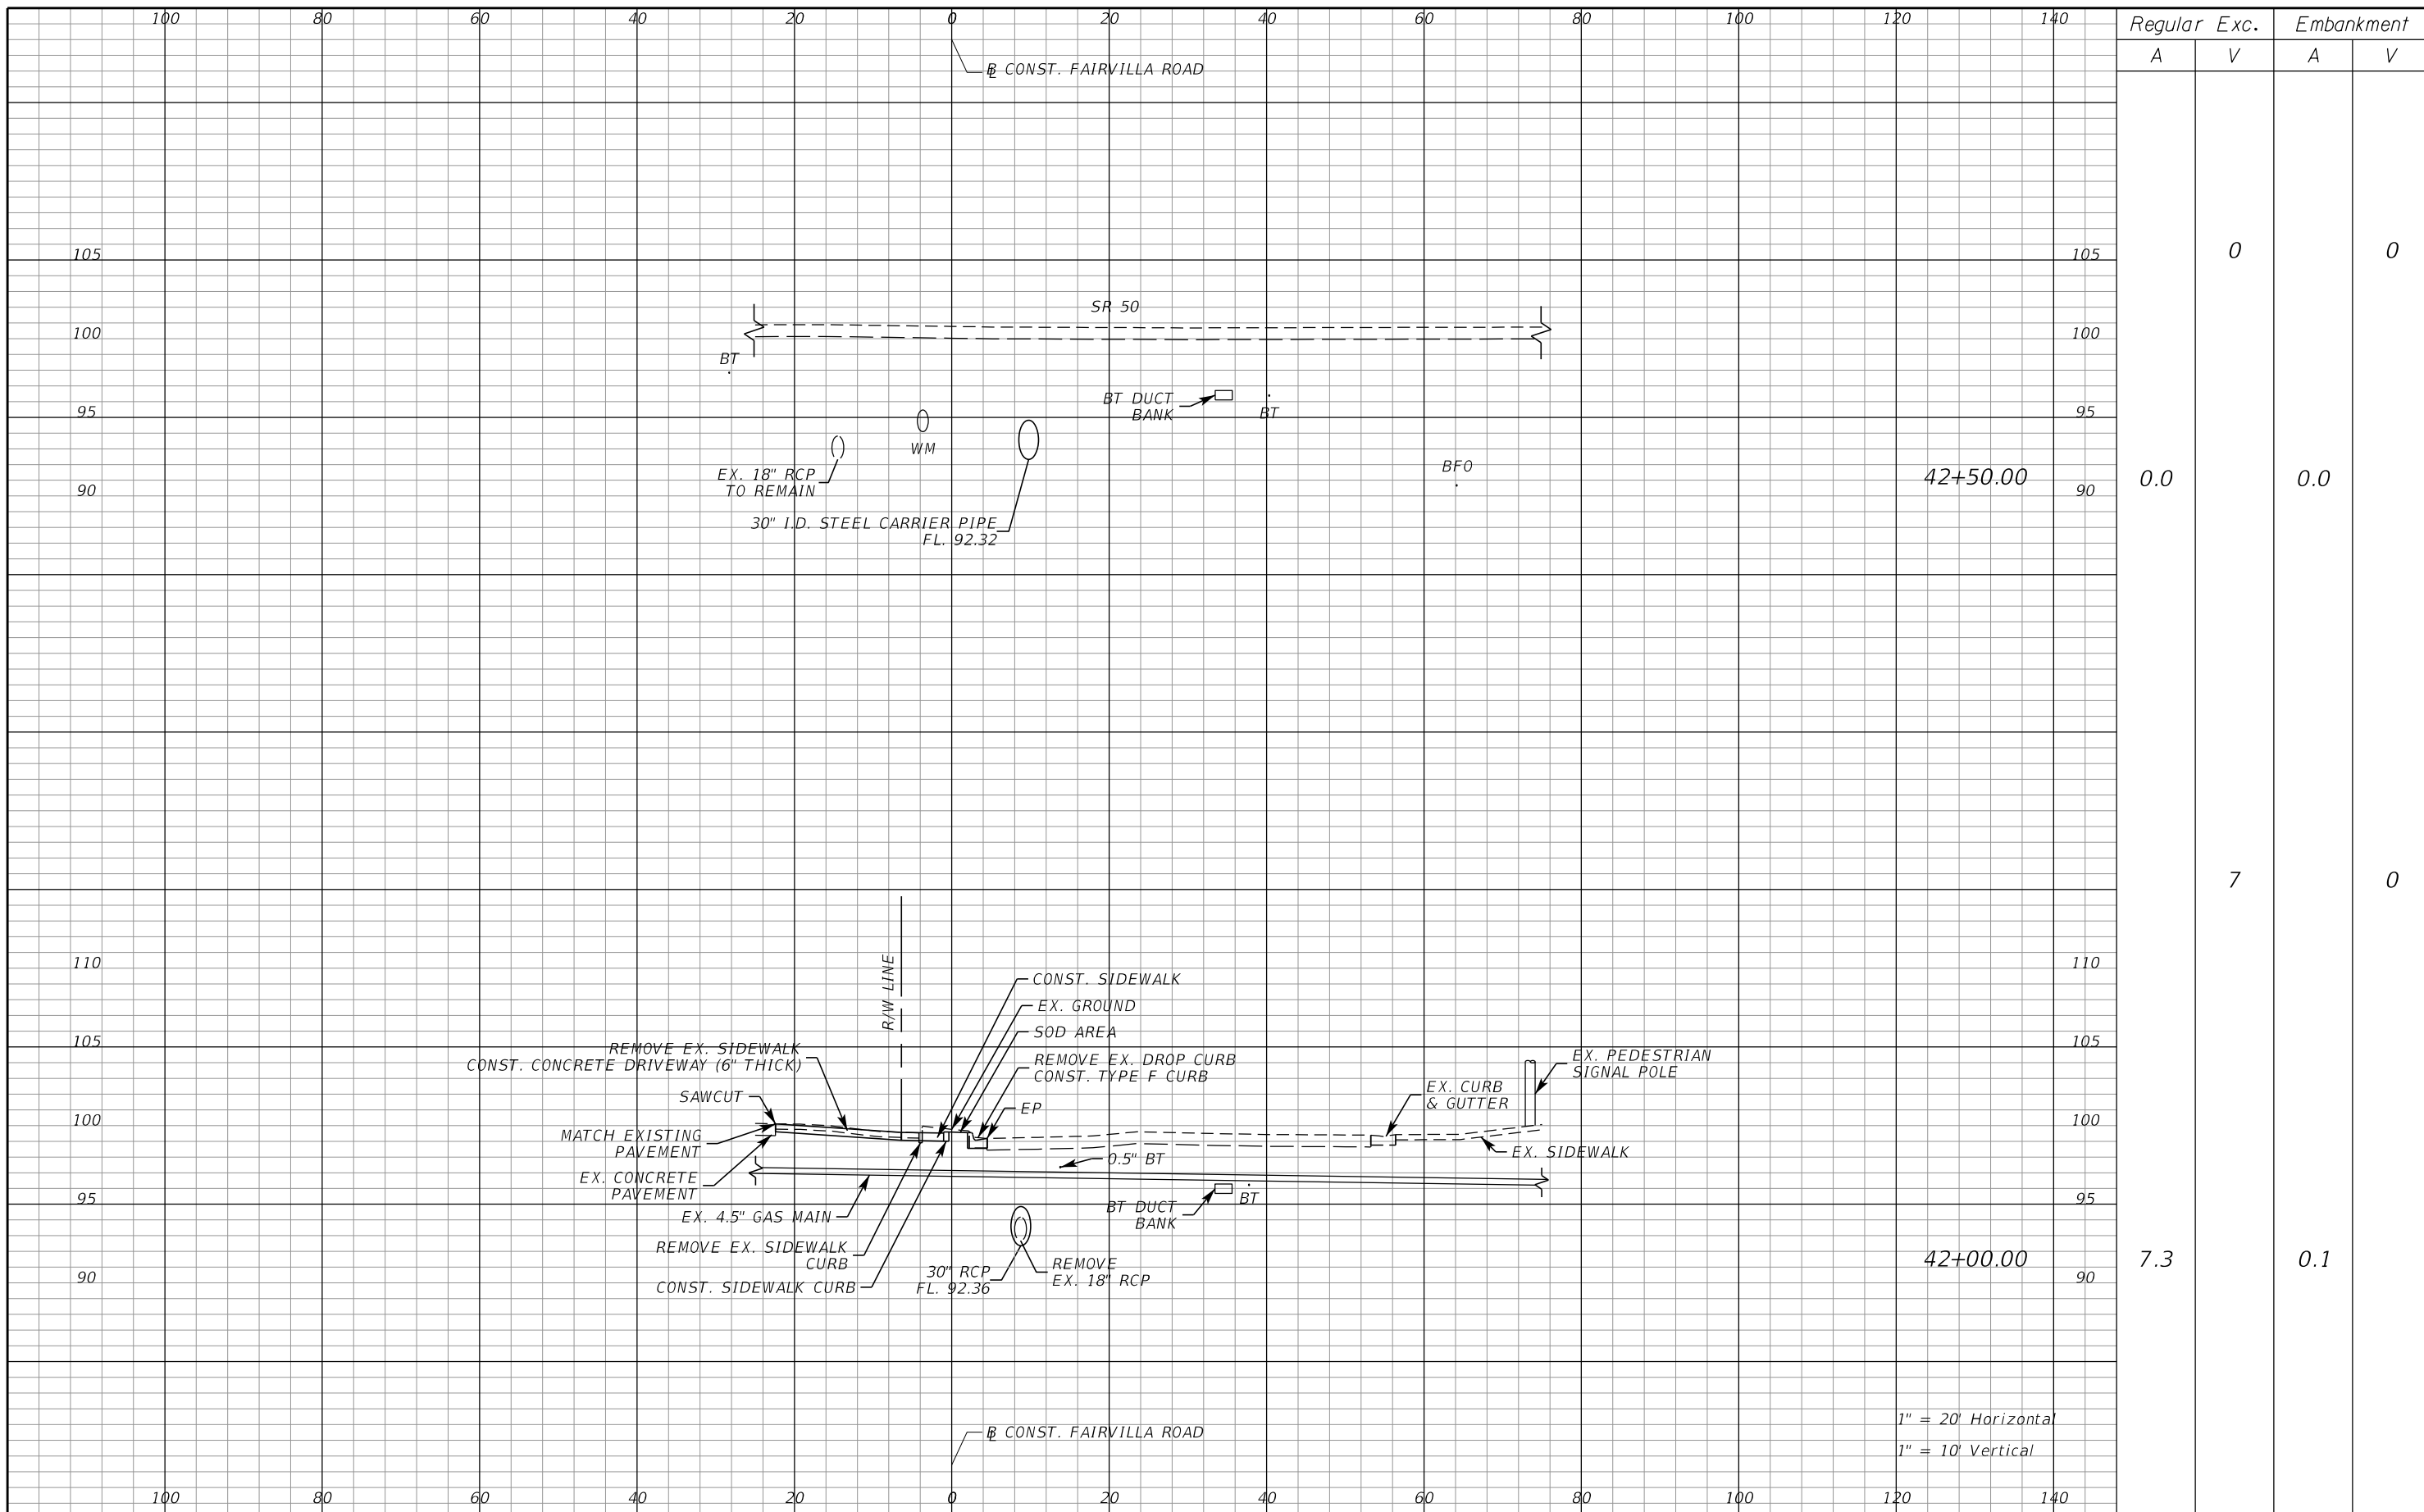 100 80 60 40 20 0 20 40 60 80 100 120 140
Regular Exc. Embankment
A V A V
℄ CONST. FAIRVILLA ROAD
105 105 0 0
SR 50
100 100
BT
BT DUCT
BANK
BT
95 95
WM
EX. 18" RCP
TO REMAIN
BFO
90 42+50.00 90 0.0 0.0
30" I.D. STEEL CARRIER PIPE
FL. 92.32
7 0
110 110
R/W LINE
CONST. SIDEWALK
EX. GROUND
SOD AREA
105 105
REMOVE EX. SIDEWALK
CONST. CONCRETE DRIVEWAY (6" THICK)
REMOVE EX. DROP CURB
CONST. TYPE F CURB
EX. PEDESTRIAN
SIGNAL POLE
EX. CURB
& GUTTER
SAWCUT
EP
100 100
MATCH EXISTING
PAVEMENT
EX. SIDEWALK
0.5" BT
EX. CONCRETE
PAVEMENT
95 95
BT
BT DUCT
BANK
EX. 4.5" GAS MAIN
REMOVE EX. SIDEWALK
CURB
42+00.00 7.3 0.1
REMOVE
EX. 18" RCP
30" RCP
FL. 92.36
90 90
CONST. SIDEWALK CURB
1" = 20' Horizontal
℄ CONST. FAIRVILLA ROAD
1" = 10' Vertical
100 80 60 40 20 0 20 40 60 80 100 120 140